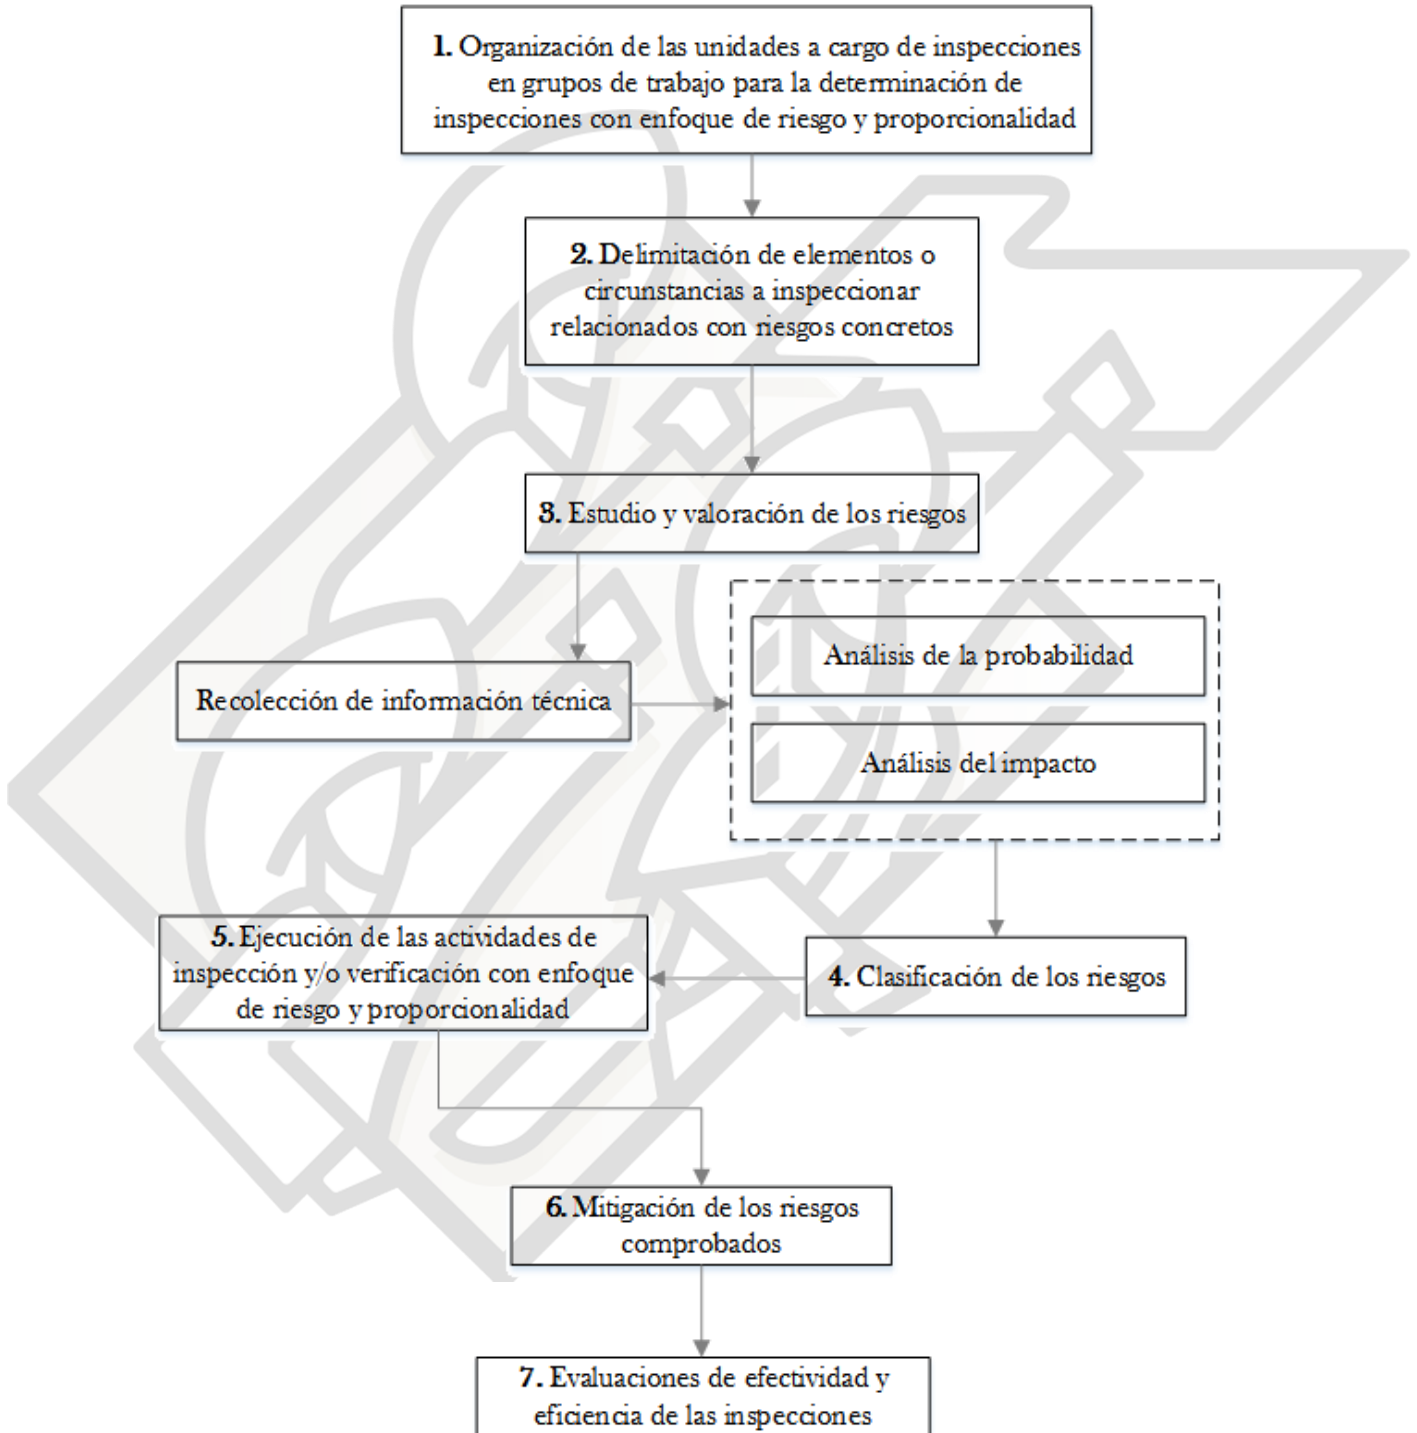 1. Organización de las unidades a cargo de inspecciones
en grupos de trabajo para la determinación de
inspecciones con enfoque de riesgo y proporcionalidad
2. Delimitación de elementos o
circunstancias a inspeccionar
relacionados con riesgos concretos
3. Estudio y valoración de los riesgos
Recolección de información técnica
Análisis de la probabilidad
Análisis del impacto
4. Clasificación de los riesgos
5. Ejecución de las actividades de
inspección y/o verificación con enfoque
de riesgo y proporcionalidad
6. Mitigación de los riesgos
comprobados
7. Evaluaciones de efectividad y
eficiencia de las inspecciones